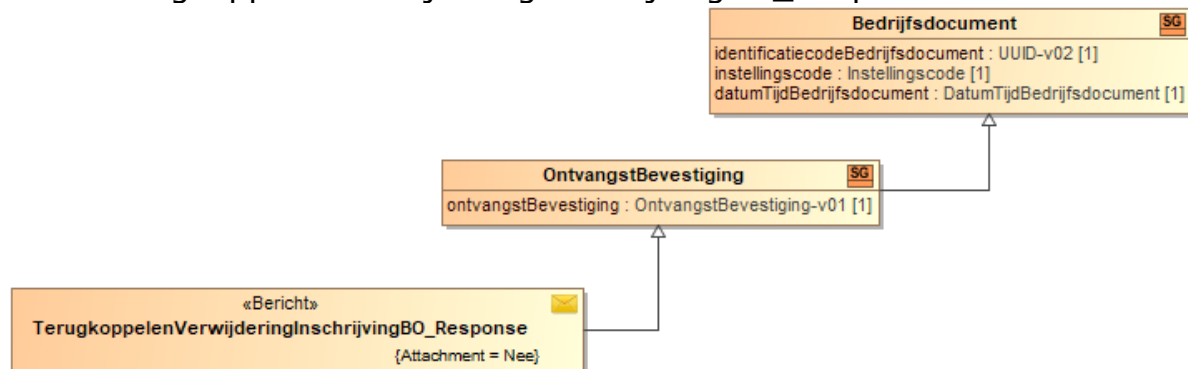 Bedrijfsdocument
SG
identificatiecodeBedrijfsdocument : UUID-v02 [1]
instellingscode : Instellingscode [1]
datumTijdBedrijfsdocument : DatumTijdBedrijfsdocument [1]
OntvangstBevestiging
SG
ontvangstBevestiging : OntvangstBevestiging-v01 [1]
«Bericht»
TerugkoppelenVerwijderingInschrijvingBO_Response
{Attachment = Nee}